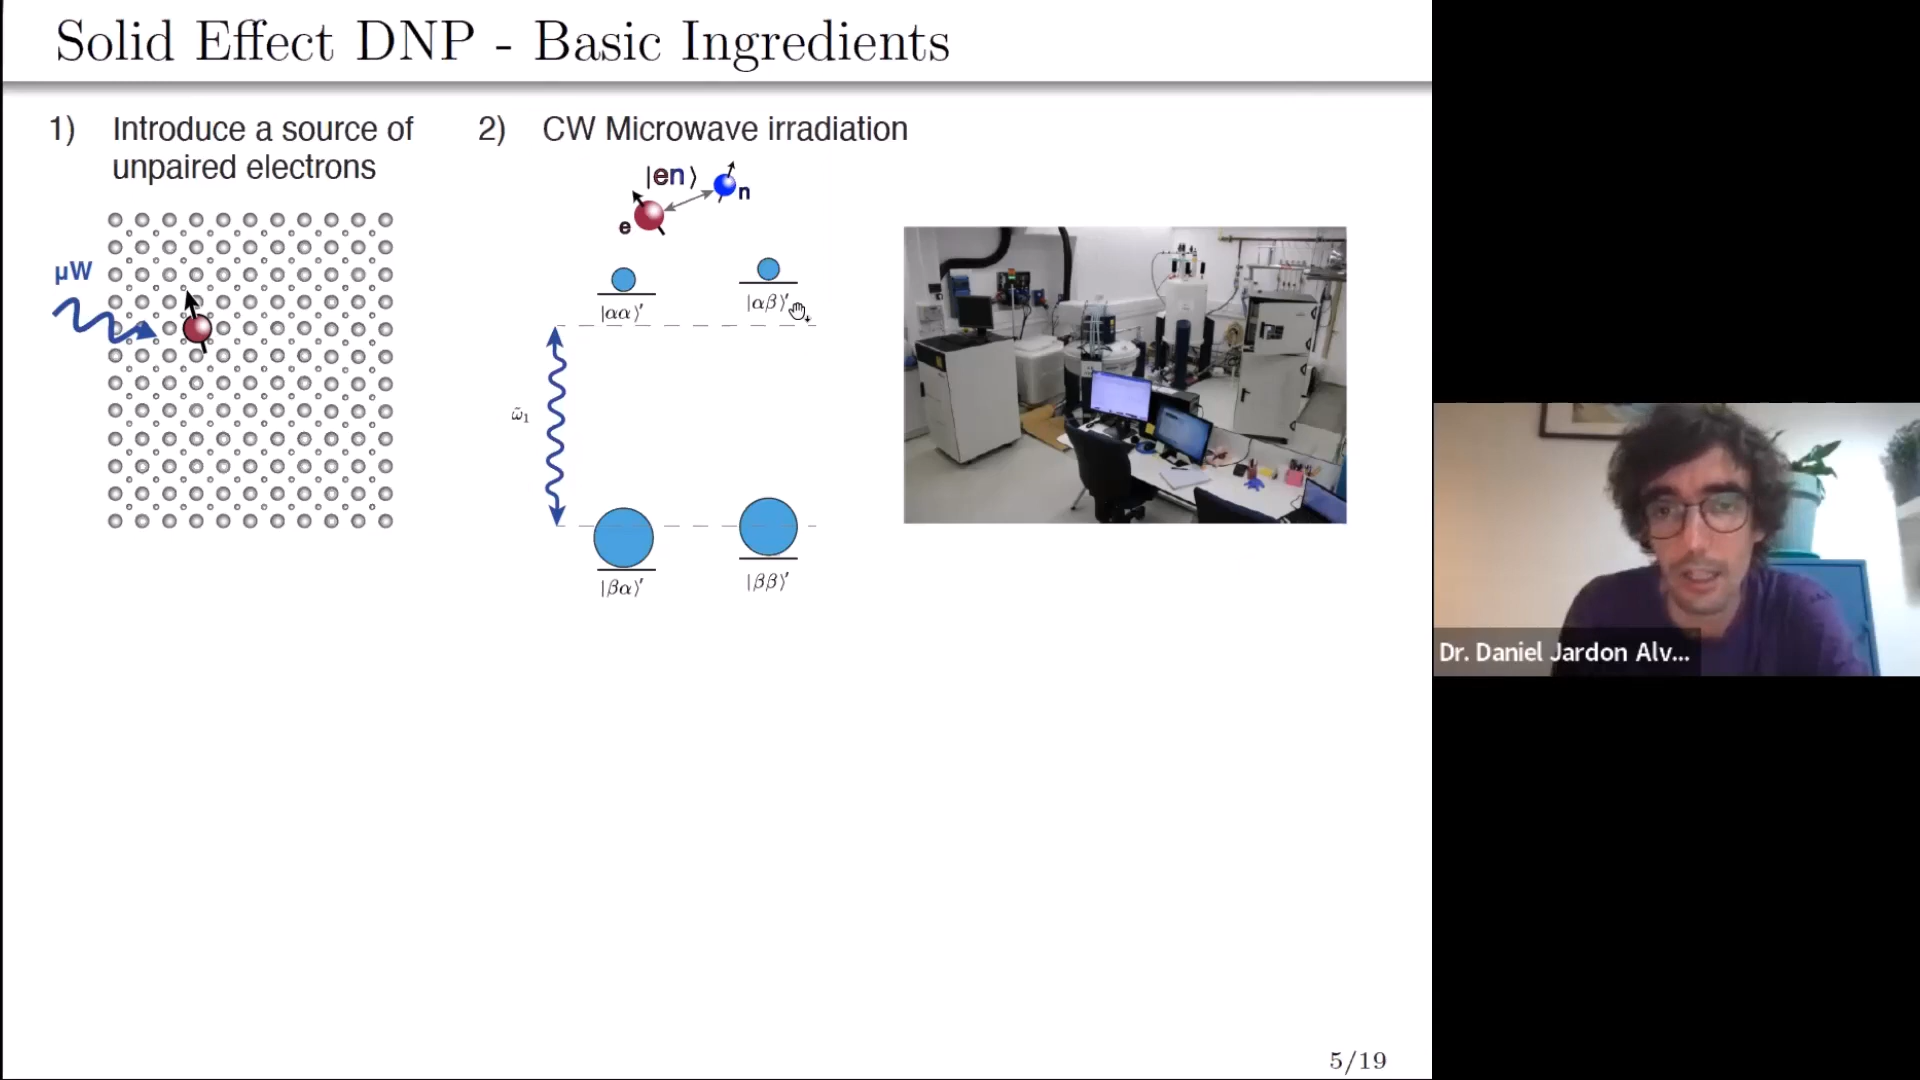 Solid Effect DNP - Basic Ingredients
1) Introduce a source of
unpaired electrons
2) CW Microwave irradiation
|en⟩
n
e
µW
|αα⟩′
|αβ⟩′
ω̃₁
|βα⟩′
|ββ⟩′
Dr. Daniel Jardon Alv...
5/19